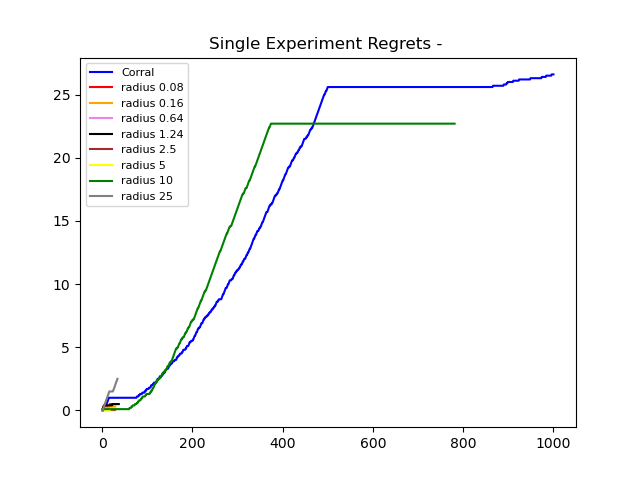 Single Experiment Regrets -
Corral
radius 0.08
radius 0.16
radius 0.64
radius 1.24
radius 2.5
radius 5
radius 10
radius 25
25
20
15
10
5
0
0 200 400 600 800 1000